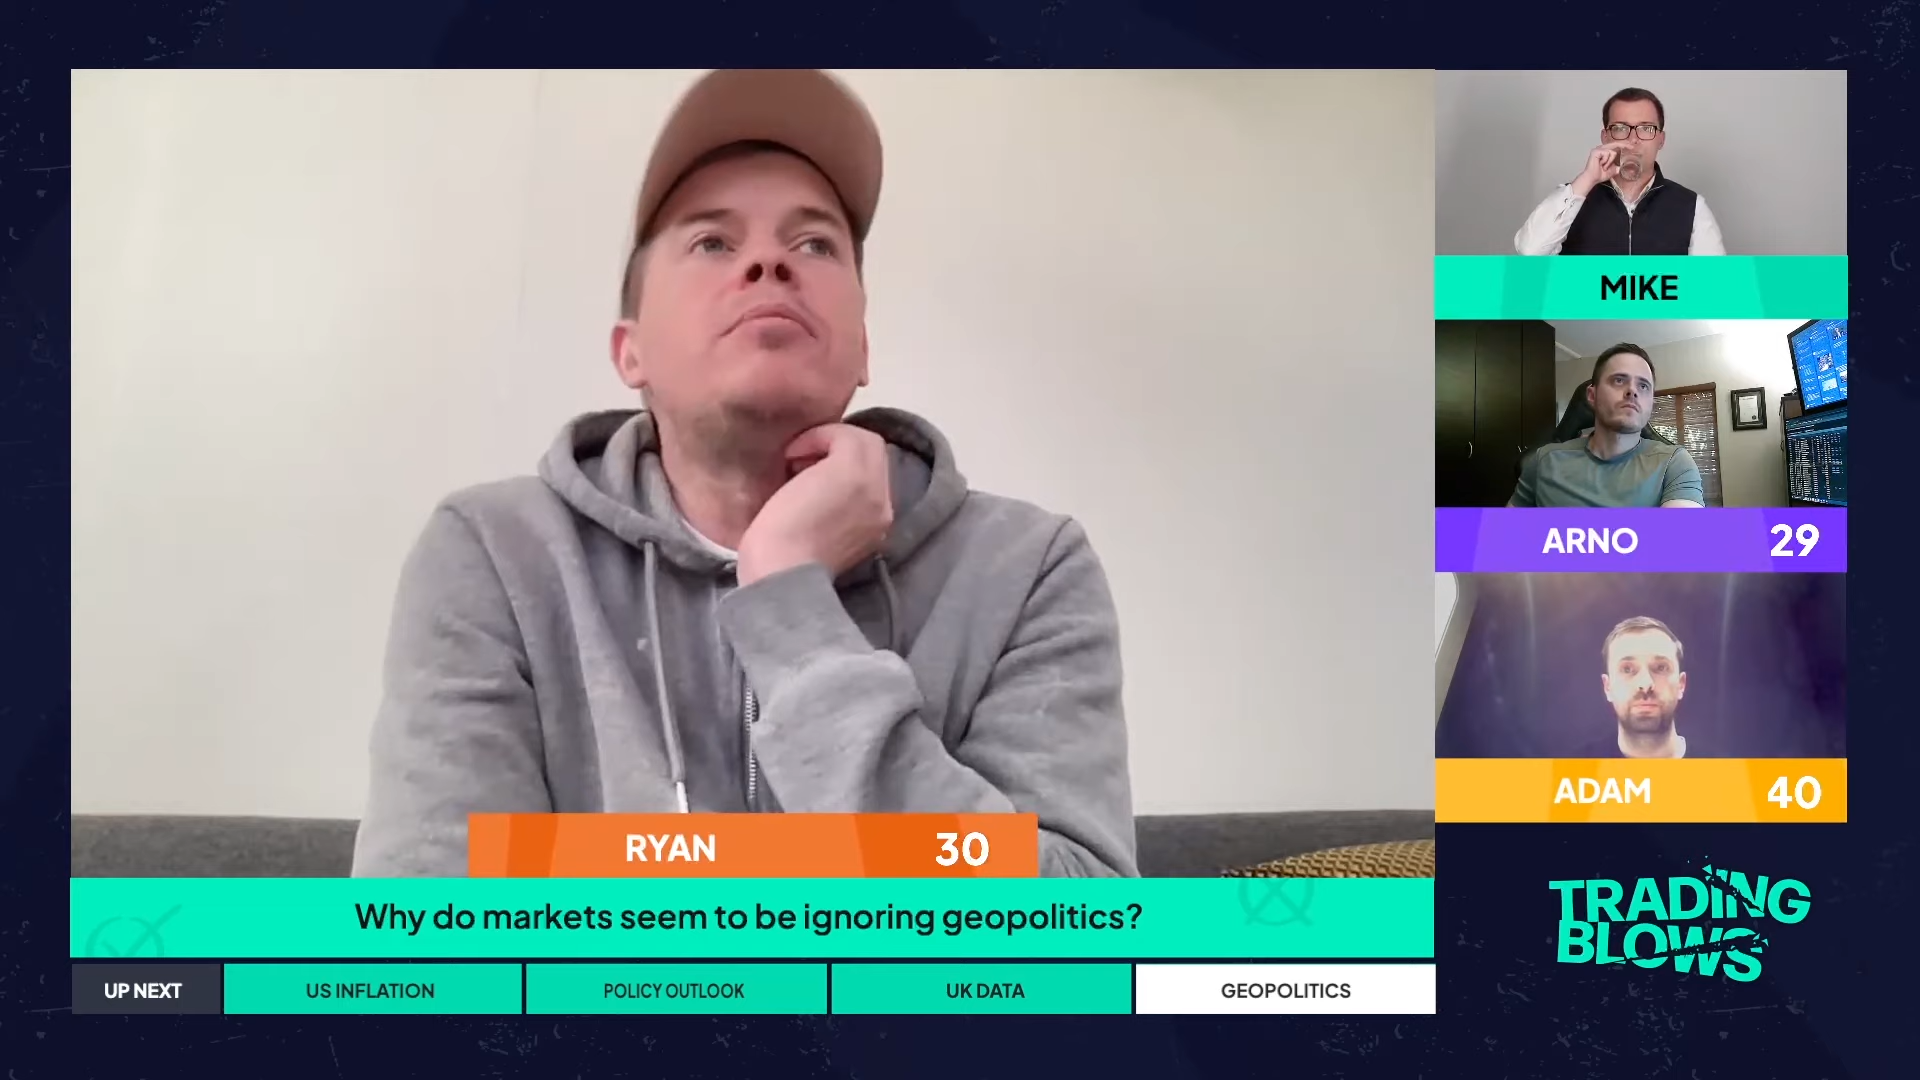 MIKE
ARNO 29
ADAM 40
RYAN 30
Why do markets seem to be ignoring geopolitics?
UP NEXT
US INFLATION
POLICY OUTLOOK
UK DATA
GEOPOLITICS
TRADING
BLOWS